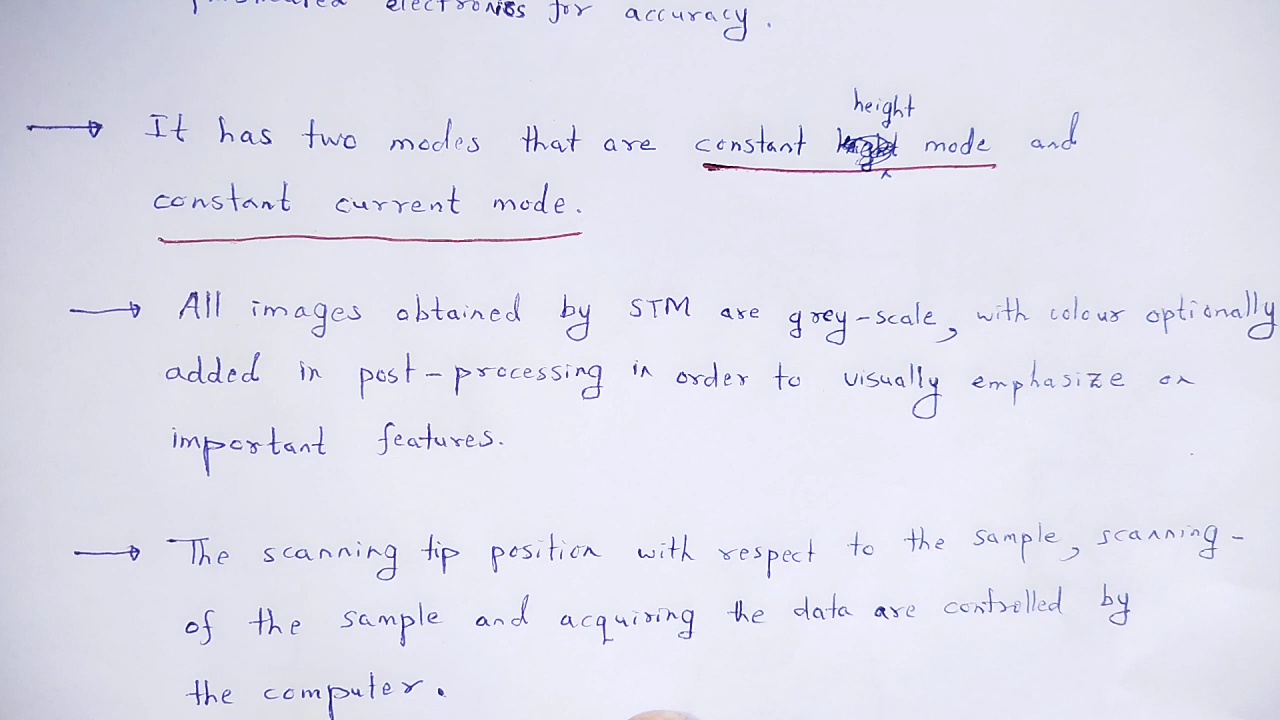 electronics for accuracy.
→ It has two modes that are constant height mode and
constant current mode.
→ All images obtained by STM are grey-scale, with colour optionally
added in post-processing in order to visually emphasize on
important features.
→ The scanning tip position with respect to the sample, scanning-
of the sample and acquiring the data are controlled by
the computer.